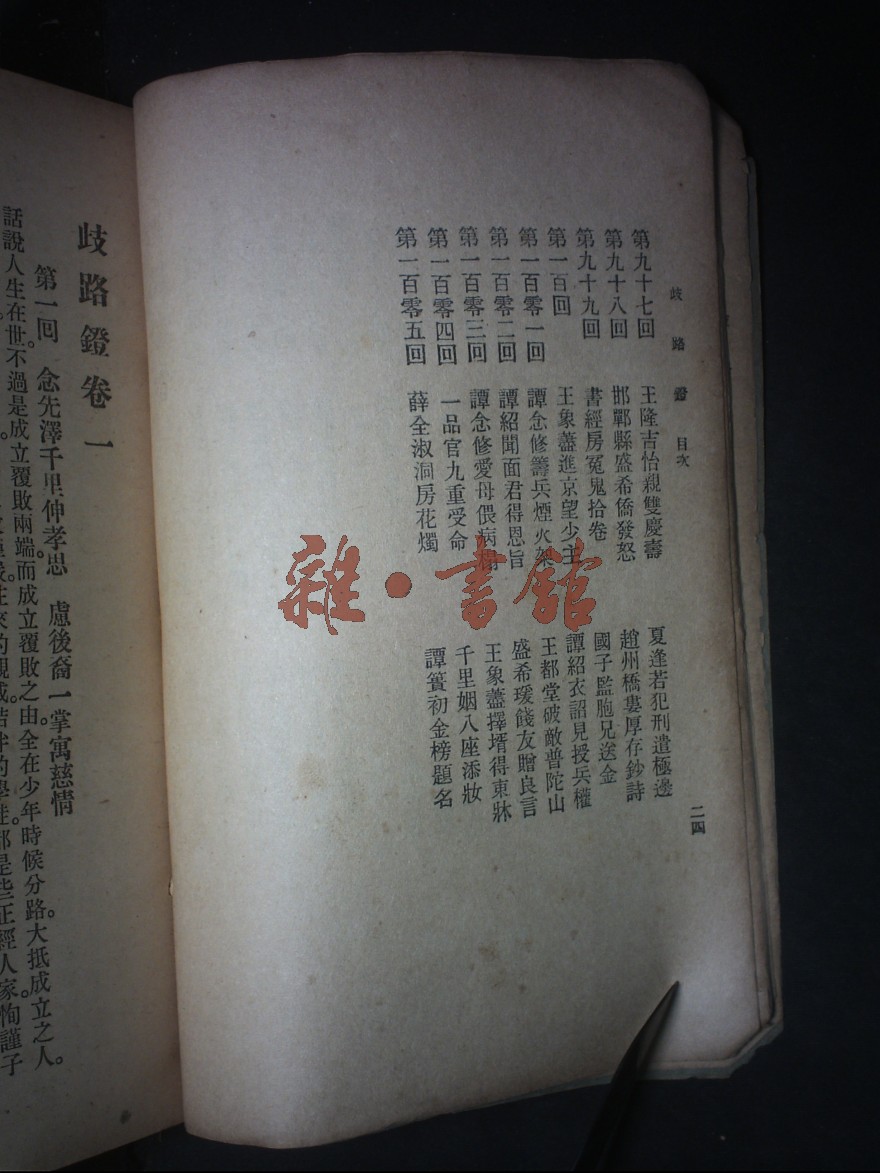 歧路鐙 目次
二四
第九十七回 王隆吉怡親雙慶壽 夏逢若犯刑遣極邊
第九十八回 邯鄲縣盛希僑發怒 趙州橋婁厚存鈔詩
第九十九回 書經房冤鬼拾卷 國子監胞兄送金
第一百回 王象藎進京望少主 譚紹衣詔見授兵權
第一百零一回 譚念修籌兵煙火架 王都堂破敵普陀山
第一百零二回 譚紹聞面君得恩旨 盛希瑗餞友贈良言
第一百零三回 譚念修愛母偎病榻 王象藎擇壻得東牀
第一百零四回 一品官九重受命 千里姻八座添妝
第一百零五回 薛全淑洞房花燭 譚簣初金榜題名
雜·書館
歧路鐙卷一
第一回 念先澤千里伸孝思 慮後裔一掌寓慈情
話說人生在世。不過是成立覆敗兩端。而成立覆敗之由。全在少年時候分路。大抵成立之人。